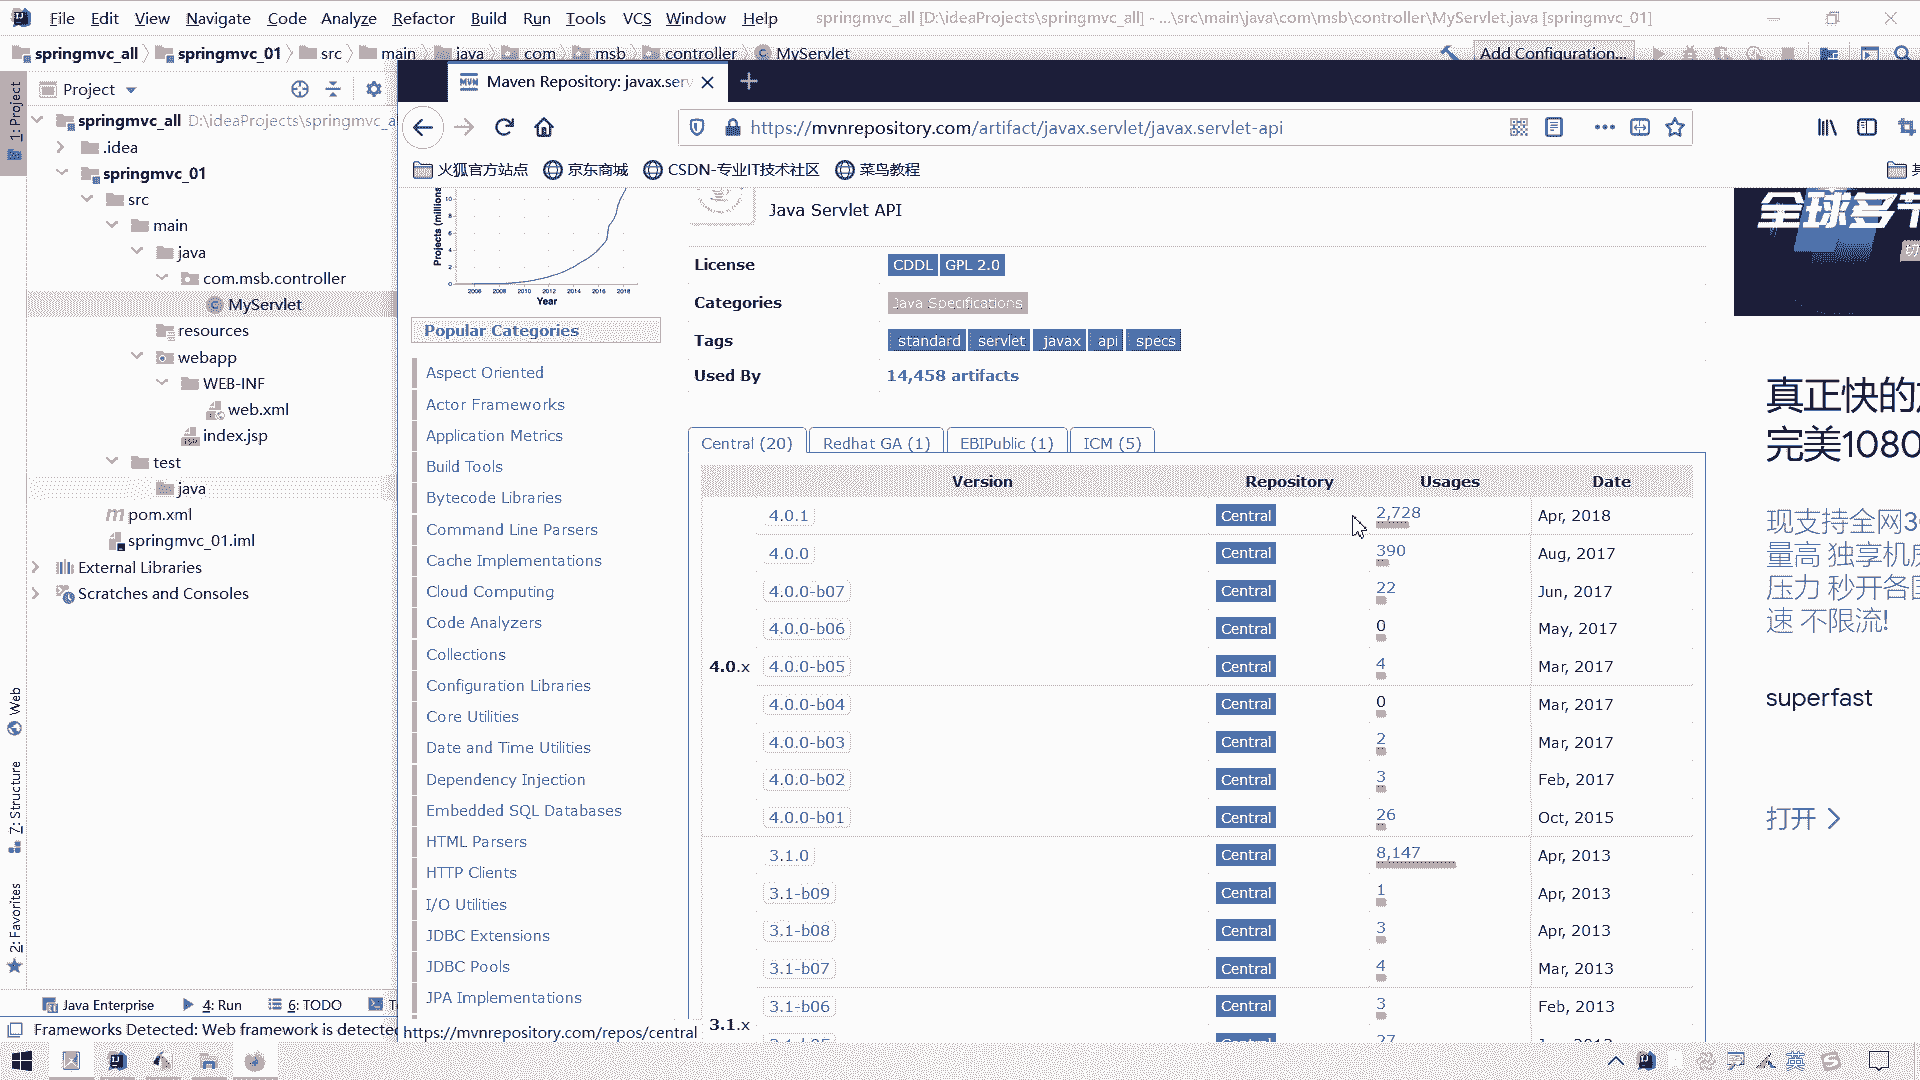 File Edit View Navigate Code Analyze Refactor Build Run Tools VCS Window Help springmvc_all [D:\ideaProjects\springmvc_all] - ...\src\main\java\com\msb\controller\MyServlet.java [springmvc_01]
springmvc_all springmvc_01 src main java com msb controller MyServlet Add Configuration...
Maven Repository: javax.serv
1: Project
Project
https://mvnrepository.com/artifact/javax.servlet/javax.servlet-api
火狐官方站点 京东商城 CSDN-专业IT技术社区 菜鸟教程
springmvc_all D:\ideaProjects\springmvc_a
.idea
springmvc_01
src
main
java
com.msb.controller
MyServlet
resources
webapp
WEB-INF
web.xml
index.jsp
test
java
pom.xml
springmvc_01.iml
External Libraries
Scratches and Consoles
Web
7: Structure
2: Favorites
Projects (millions
10
8
6
4
2
0
2006 2008 2010 2012 2014 2016 2018
Year
Popular Categories
Aspect Oriented
Actor Frameworks
Application Metrics
Build Tools
Bytecode Libraries
Command Line Parsers
Cache Implementations
Cloud Computing
Code Analyzers
Collections
Configuration Libraries
Core Utilities
Date and Time Utilities
Dependency Injection
Embedded SQL Databases
HTML Parsers
HTTP Clients
I/O Utilities
JDBC Extensions
JDBC Pools
JPA Implementations
Java Servlet API
License CDDL GPL 2.0
Categories Java Specifications
Tags standard servlet javax api specs
Used By 14,458 artifacts
Central (20) Redhat GA (1) EBIPublic (1) ICM (5)
Version Repository Usages Date
4.0.1 Central 2,728 Apr, 2018
4.0.0 Central 390 Aug, 2017
4.0.0-b07 Central 22 Jun, 2017
4.0.0-b06 Central 0 May, 2017
4.0.x 4.0.0-b05 Central 4 Mar, 2017
4.0.0-b04 Central 0 Mar, 2017
4.0.0-b03 Central 2 Mar, 2017
4.0.0-b02 Central 3 Feb, 2017
4.0.0-b01 Central 26 Oct, 2015
3.1.0 Central 8,147 Apr, 2013
3.1-b09 Central 1 Apr, 2013
3.1-b08 Central 3 Apr, 2013
3.1-b07 Central 4 Mar, 2013
3.1-b06 Central 3 Feb, 2013
3.1.x
全球多节
真正快的
完美1080
现支持全网3
量高 独享机房
压力 秒开各国
速 不限流!
superfast
打开
Java Enterprise 4: Run 6: TODO
Frameworks Detected: Web framework is detecte
https://mvnrepository.com/repos/central
英